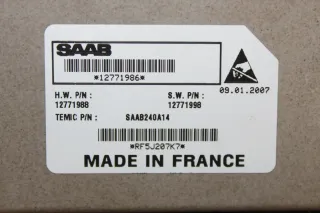 SAAB
*12771986*
09.01.2007
H.W. P/N : S.W. P/N :
12771988 12771998
TEMIC P/N : SAAB240A14
*RF5J207K7*
MADE IN FRANCE